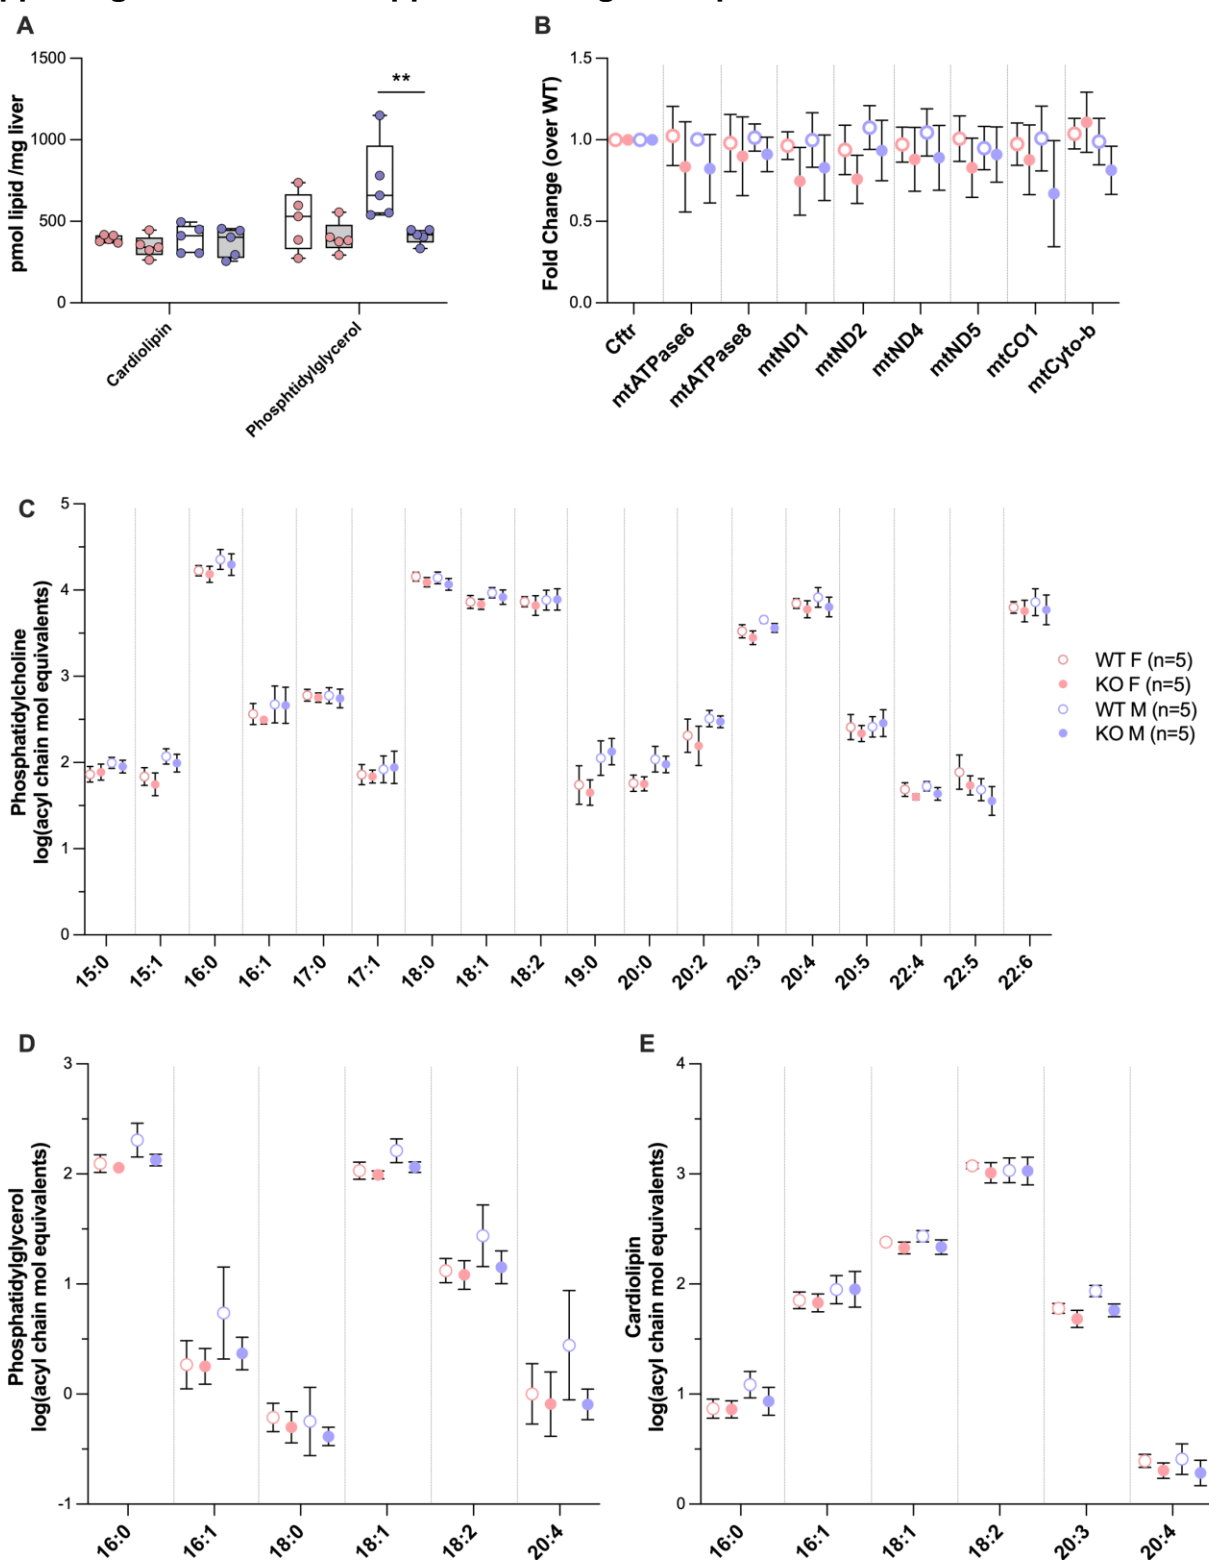 A
pmol lipid /mg liver
1500
1000
500
0
**
Cardiolipin
Phosphtidylglycerol
B
Fold Change (over WT)
1.5
1.0
0.5
0.0
Cftr
mtATPase6
mtATPase8
mtND1
mtND2
mtND4
mtND5
mtCO1
mtCyto-b
C
Phosphatidylcholine
log(acyl chain mol equivalents)
5
4
3
2
1
0
15:0
15:1
16:0
16:1
17:0
17:1
18:0
18:1
18:2
19:0
20:0
20:2
20:3
20:4
20:5
22:4
22:5
22:6
WT F (n=5)
KO F (n=5)
WT M (n=5)
KO M (n=5)
D
Phosphatidylglycerol
log(acyl chain mol equivalents)
3
2
1
0
-1
16:0
16:1
18:0
18:1
18:2
20:4
E
Cardiolipin
log(acyl chain mol equivalents)
4
3
2
1
0
16:0
16:1
18:1
18:2
20:3
20:4